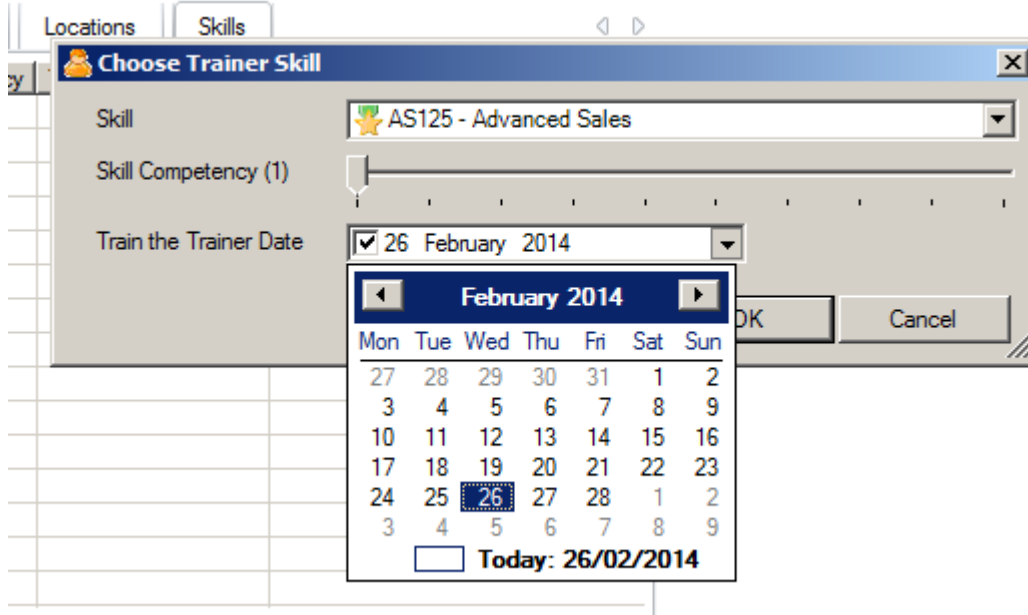 Locations Skills
Choose Trainer Skill
cy
Skill AS125 - Advanced Sales
Skill Competency (1)
Train the Trainer Date 26 February 2014
February 2014
OK Cancel
Mon Tue Wed Thu Fri Sat Sun
27 28 29 30 31 1 2
3 4 5 6 7 8 9
10 11 12 13 14 15 16
17 18 19 20 21 22 23
24 25 26 27 28 1 2
3 4 5 6 7 8 9
Today: 26/02/2014